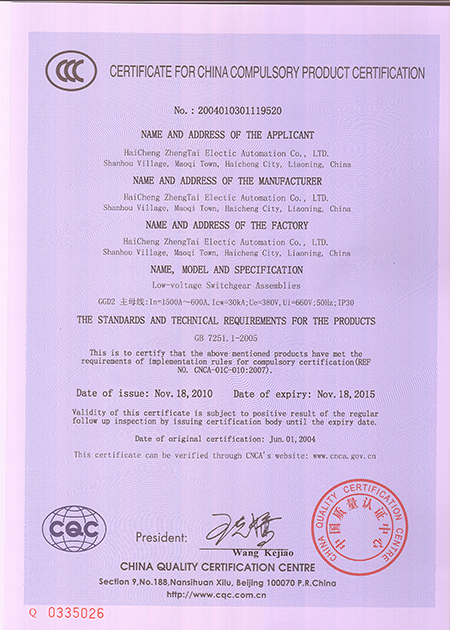 CCC
CERTIFICATE FOR CHINA COMPULSORY PRODUCT CERTIFICATION
No. : 2004010301119520
NAME AND ADDRESS OF THE APPLICANT
HaiCheng ZhengTai Electic Automation Co., LTD.
Shanhou Village, Maoqi Town, Haicheng City, Liaoning, China
NAME AND ADDRESS OF THE MANUFACTURER
HaiCheng ZhengTai Electic Automation Co., LTD.
Shanhou Village, Maoqi Town, Haicheng City, Liaoning, China
NAME AND ADDRESS OF THE FACTORY
HaiCheng ZhengTai Electic Automation Co., LTD.
Shanhou Village, Maoqi Town, Haicheng City, Liaoning, China
NAME, MODEL AND SPECIFICATION
Low-voltage Switchgear Assemblies
GGD2 主母线:In=1500A~600A,Icw=30kA;Ue=380V,Ui=660V;50Hz;IP30
THE STANDARDS AND TECHNICAL REQUIREMENTS FOR THE PRODUCTS
GB 7251.1-2005
This is to certify that the above mentioned products have met the
requirements of implementation rules for compulsory certification(REF
NO. CNCA-01C-010:2007).
Date of issue: Nov. 18, 2010 Date of expiry: Nov. 18, 2015
Validity of this certificate is subject to positive result of the regular
follow up inspection by issuing certification body until the expiry date.
Date of original certification: Jun. 01, 2004
This certificate can be verified through CNCA's website: www.cnca.gov.cn
CQC
President:
Wang Kejiao
CHINA QUALITY CERTIFICATION CENTRE
中国质量认证中心
CHINA QUALITY CERTIFICATION CENTRE
Section 9, No.188, Nansihuan Xilu, Beijing 100070 P.R.China
http://www.cqc.com.cn
Q 0335026